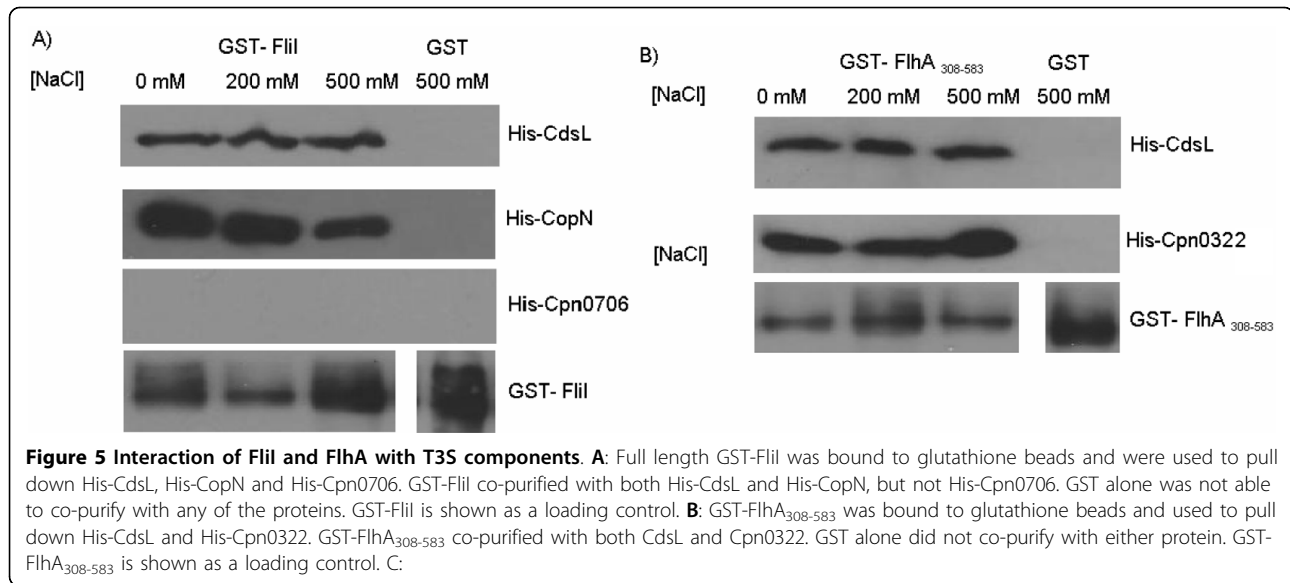 A)
GST- FliI GST
[NaCl] 0 mM 200 mM 500 mM 500 mM
His-CdsL
His-CopN
His-Cpn0706
GST- FliI
B)
GST- FlhA 308-583 GST
[NaCl] 0 mM 200 mM 500 mM 500 mM
His-CdsL
His-Cpn0322
[NaCl]
GST- FlhA 308-583
Figure 5 Interaction of FliI and FlhA with T3S components. A: Full length GST-FliI was bound to glutathione beads and were used to pull
down His-CdsL, His-CopN and His-Cpn0706. GST-FliI co-purified with both His-CdsL and His-CopN, but not His-Cpn0706. GST alone was not able
to co-purify with any of the proteins. GST-FliI is shown as a loading control. B: GST-FlhA308-583 was bound to glutathione beads and used to pull
down His-CdsL and His-Cpn0322. GST-FlhA308-583 co-purified with both CdsL and Cpn0322. GST alone did not co-purify with either protein. GST-
FlhA308-583 is shown as a loading control. C: